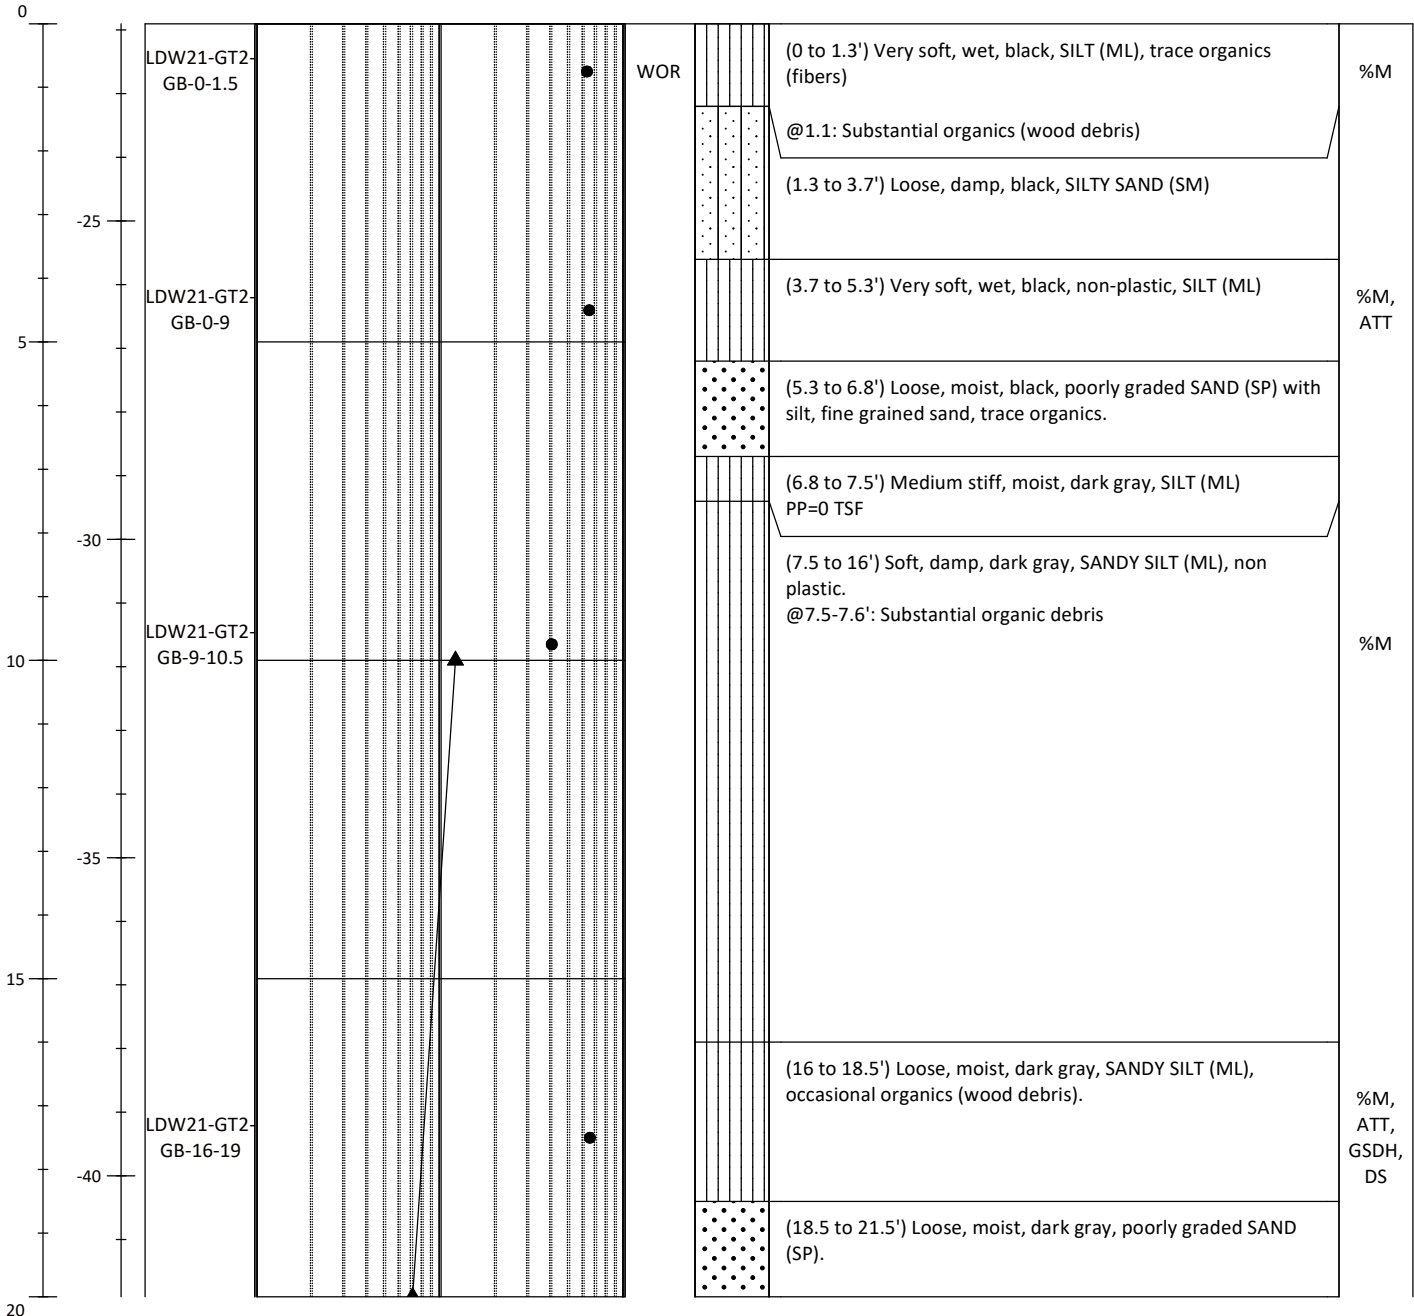 0
LDW21-GT2-
GB-0-1.5
WOR
(0 to 1.3') Very soft, wet, black, SILT (ML), trace organics
(fibers)
%M
@1.1: Substantial organics (wood debris)
(1.3 to 3.7') Loose, damp, black, SILTY SAND (SM)
-25
LDW21-GT2-
GB-0-9
(3.7 to 5.3') Very soft, wet, black, non-plastic, SILT (ML)
%M,
ATT
5
(5.3 to 6.8') Loose, moist, black, poorly graded SAND (SP) with
silt, fine grained sand, trace organics.
(6.8 to 7.5') Medium stiff, moist, dark gray, SILT (ML)
PP=0 TSF
-30
(7.5 to 16') Soft, damp, dark gray, SANDY SILT (ML), non
plastic.
@7.5-7.6': Substantial organic debris
LDW21-GT2-
GB-9-10.5
%M
10
-35
15
(16 to 18.5') Loose, moist, dark gray, SANDY SILT (ML),
occasional organics (wood debris).
LDW21-GT2-
GB-16-19
%M,
ATT,
GSDH,
DS
-40
(18.5 to 21.5') Loose, moist, dark gray, poorly graded SAND
(SP).
20